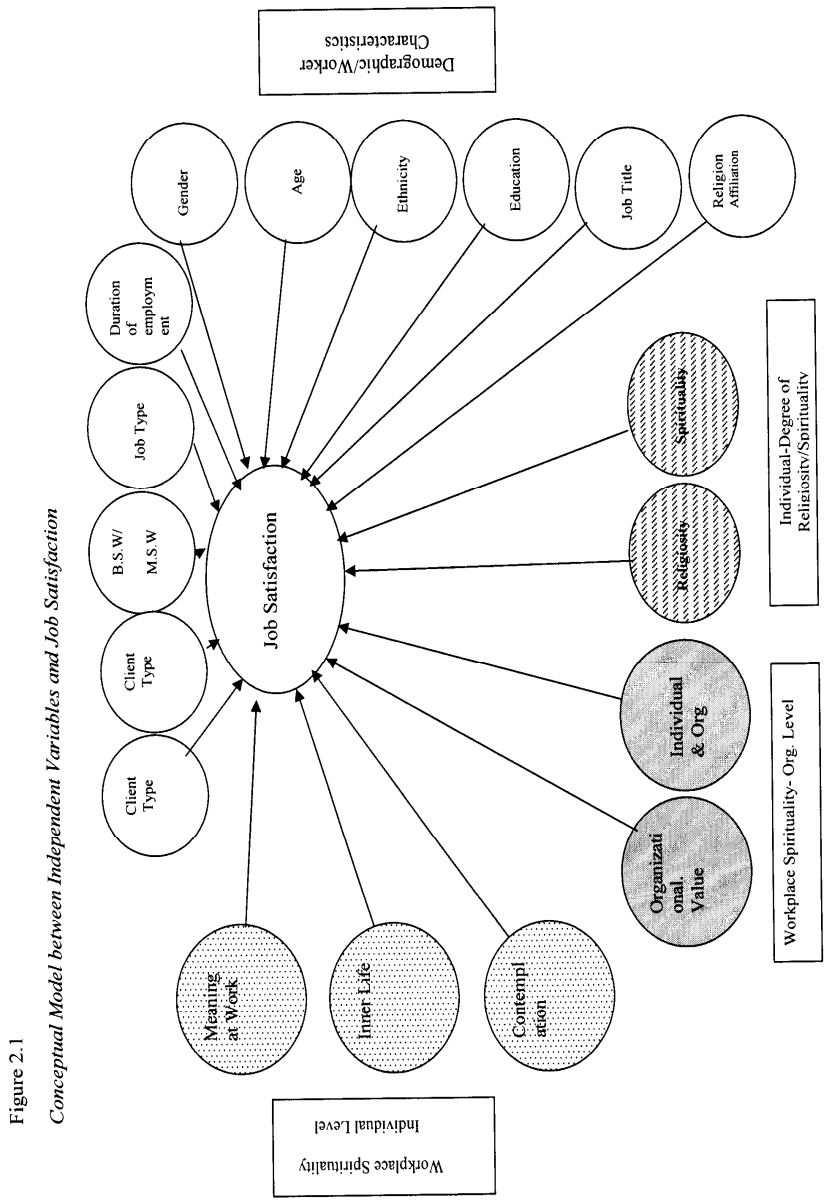 Figure 2.1
Conceptual Model between Independent Variables and Job Satisfaction
Client
Type
Client
Type
B.S.W/
M.S.W
Job Type
Duration
of
employm
ent
Gender
Age
Ethnicity
Education
Job Title
Religion
Affiliation
Demographic/Worker
Characteristics
Job Satisfaction
Meaning
at Work
Inner Life
Contempl
ation
Workplace Spirituality
Individual Level
Organizati
onal.
Value
Individual
& Org
Religiosity
Spirituality
Workplace Spirituality- Org. Level
Individual-Degree of
Religiosity/Spirituality